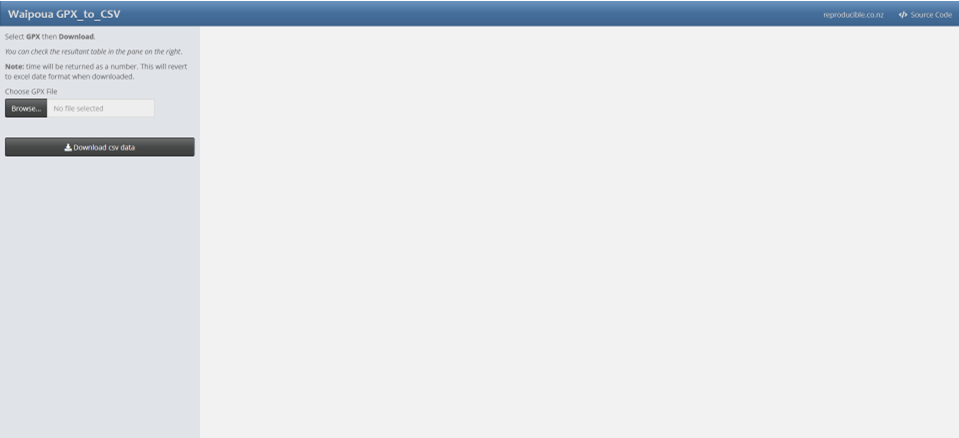 Waipoua GPX_to_CSV
reproducible.co.nz
Source Code
Select GPX then Download.
You can check the resultant table in the pane on the right.
Note: time will be returned as a number. This will revert
to excel date format when downloaded.
Choose GPX File
Browse... No file selected
Download csv data